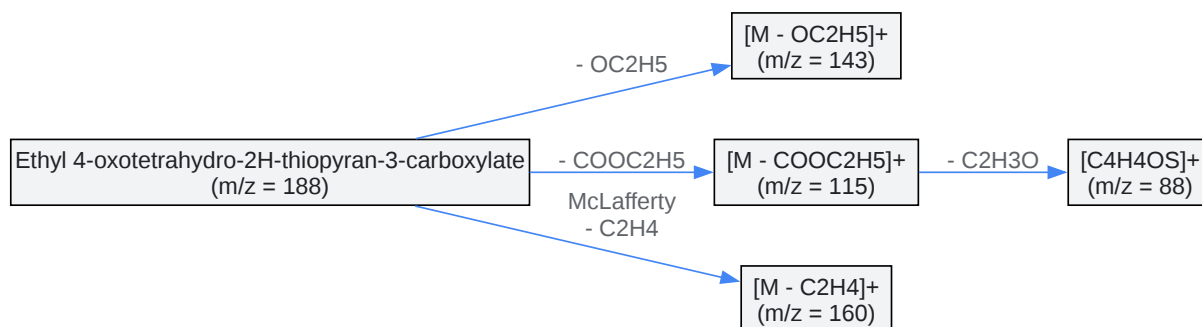 [M - OC2H5]+
(m/z = 143)
- OC2H5
Ethyl 4-oxotetrahydro-2H-thiopyran-3-carboxylate
(m/z = 188)
- COOC2H5
[M - COOC2H5]+
(m/z = 115)
- C2H3O
[C4H4OS]+
(m/z = 88)
McLafferty
- C2H4
[M - C2H4]+
(m/z = 160)